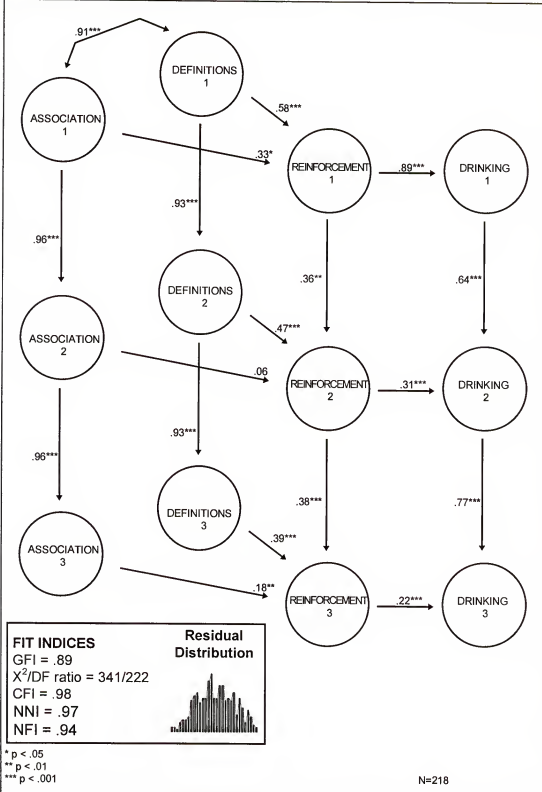 .91***
DEFINITIONS
1
.58***
ASSOCIATION
1
.33*
REINFORCEMENT
1
.89***
DRINKING
1
.93***
.96***
.36**
.64***
DEFINITIONS
2
.47***
ASSOCIATION
2
.06
REINFORCEMENT
2
.31***
DRINKING
2
.93***
.96***
.38***
.77***
DEFINITIONS
3
.39***
ASSOCIATION
3
.18**
REINFORCEMENT
3
.22***
DRINKING
3
FIT INDICES
GFI = .89
X²/DF ratio = 341/222
CFI = .98
NNI = .97
NFI = .94
Residual
Distribution
* p < .05
** p < .01
*** p < .001
N=218